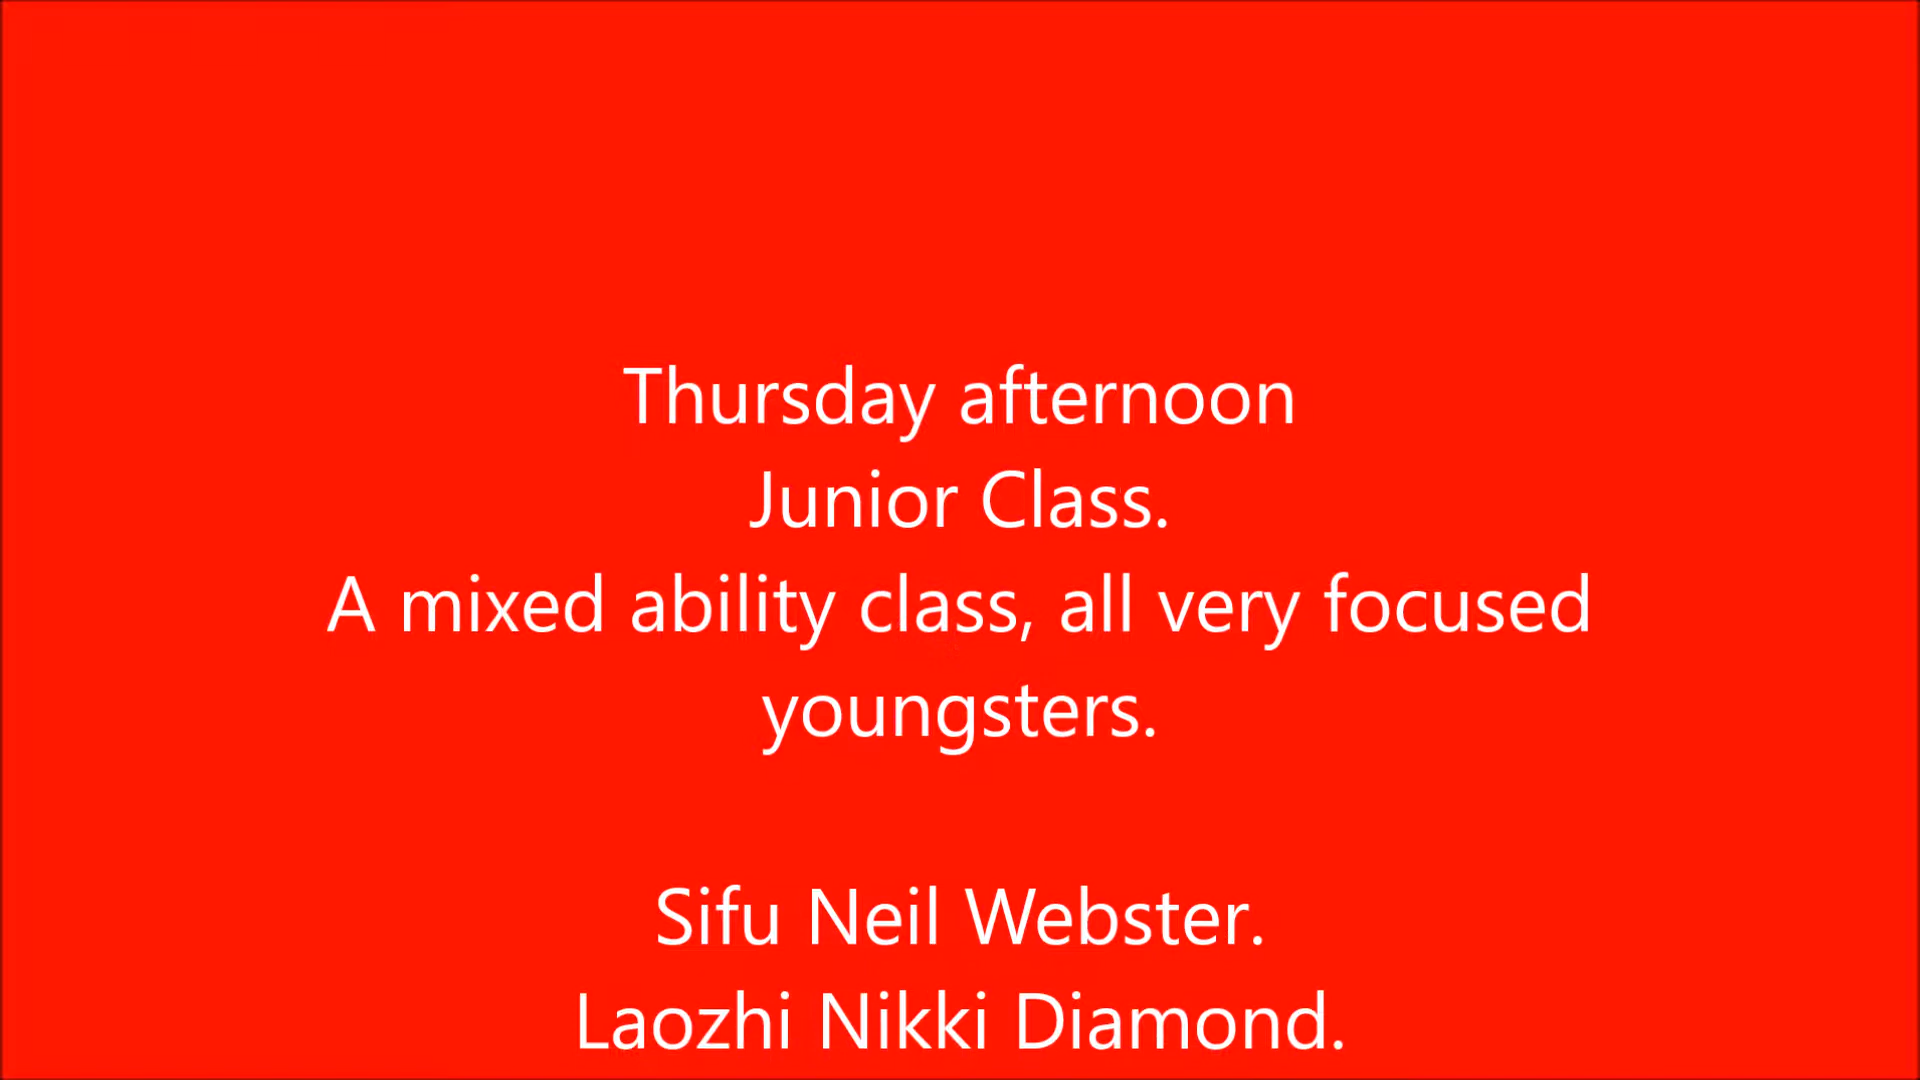 Thursday afternoon
Junior Class.
A mixed ability class, all very focused
youngsters.
Sifu Neil Webster.
Laozhi Nikki Diamond.